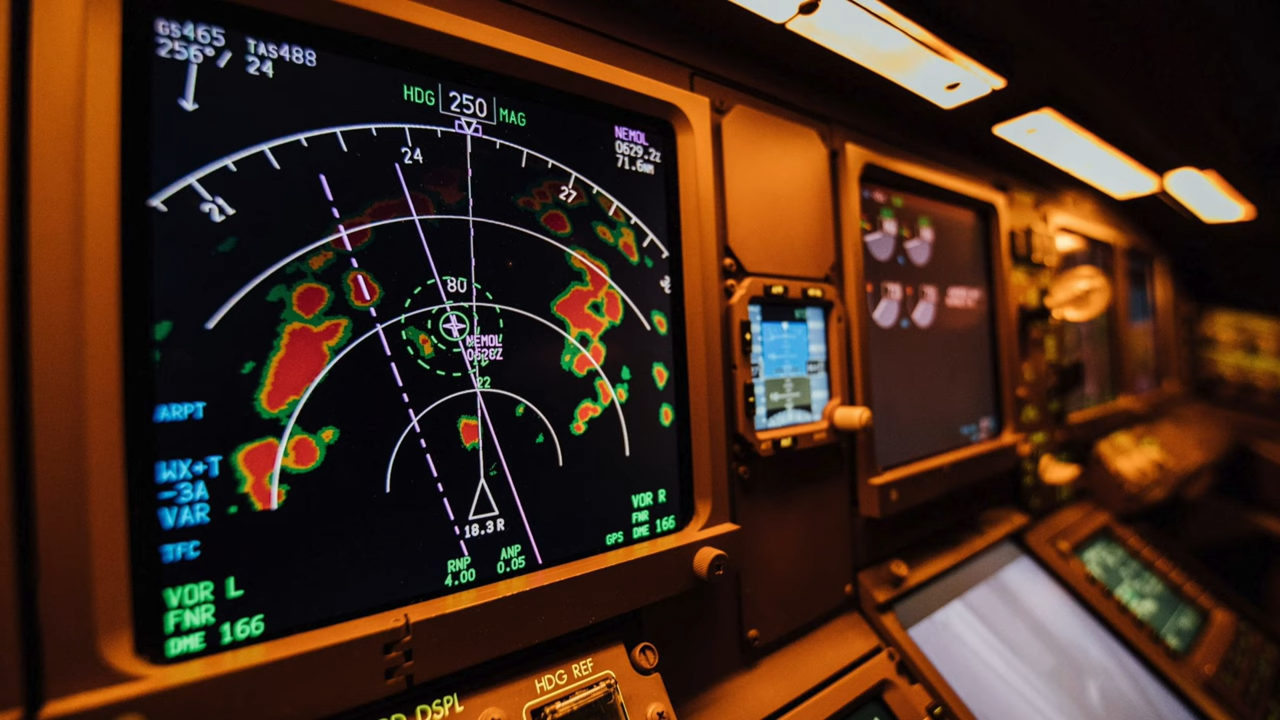 GS465 TAS488
256°/ 24
HDG 250 MAG
NEMOL
0629.2z
71.6NM
24
27
21
80
NEMOL
22
ARPT
WX+T
-3A
VAR
TFC
18.3R
VOR L
FNR
DME 166
RNP
4.00
ANP
0.05
GPS
VOR R
FNR
DME 166
DSPL
HDG REF